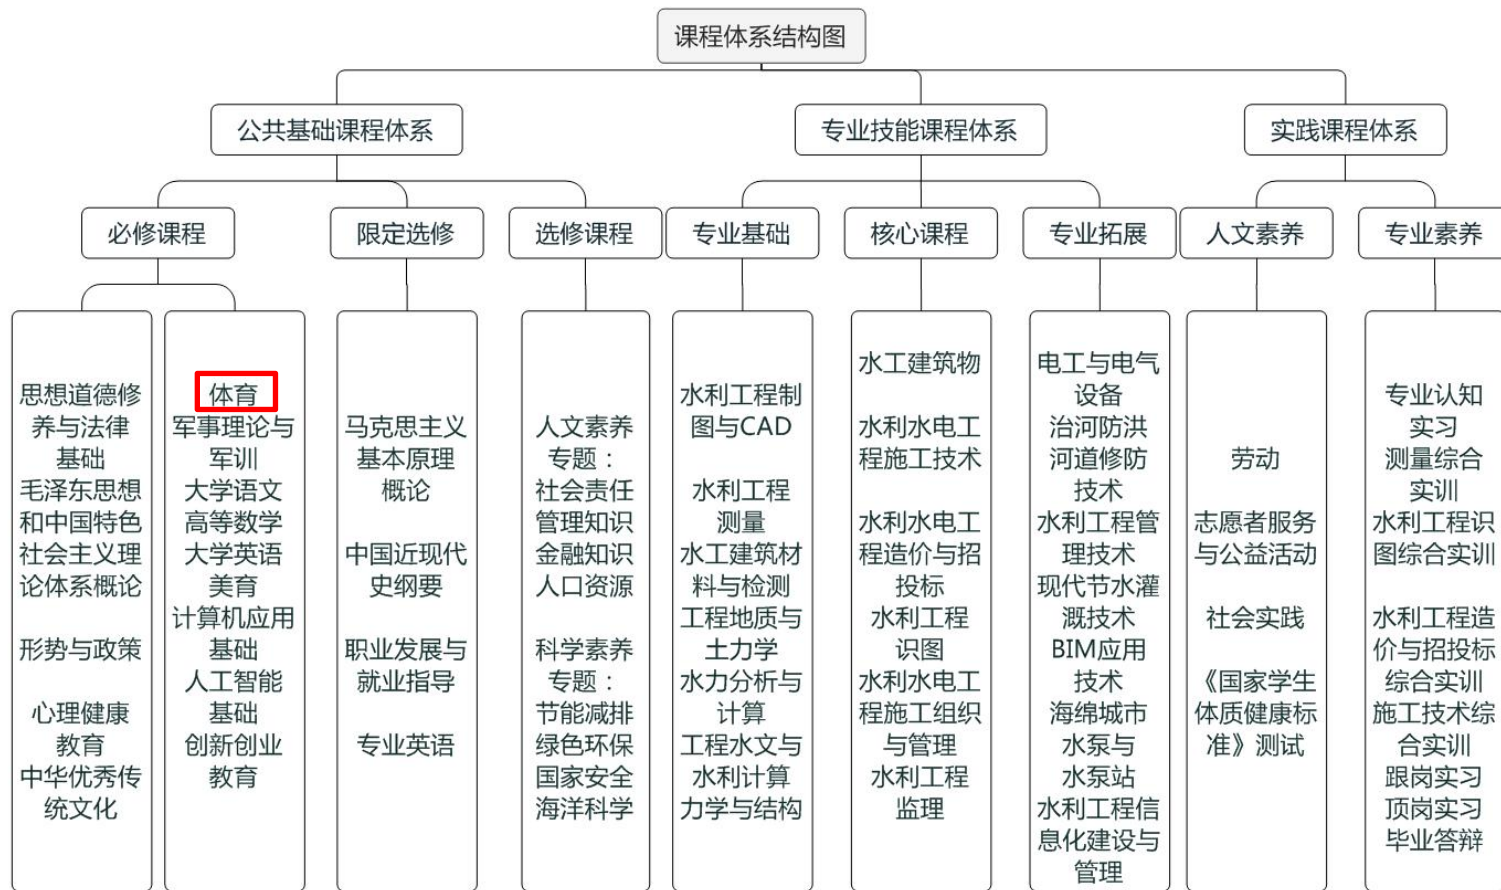 课程体系结构图
公共基础课程体系
专业技能课程体系
实践课程体系
必修课程
限定选修
选修课程
专业基础
核心课程
专业拓展
人文素养
专业素养
思想道德修
养与法律
基础
毛泽东思想
和中国特色
社会主义理
论体系概论
形势与政策
心理健康
教育
中华优秀传
统文化
体育
军事理论与
军训
大学语文
高等数学
大学英语
美育
计算机应用
基础
人工智能
基础
创新创业
教育
马克思主义
基本原理
概论
中国近现代
史纲要
职业发展与
就业指导
专业英语
人文素养
专题：
社会责任
管理知识
金融知识
人口资源
科学素养
专题：
节能减排
绿色环保
国家安全
海洋科学
水利工程制
图与CAD
水利工程
测量
水工建筑材
料与检测
工程地质与
土力学
水力分析与
计算
工程水文与
水利计算
力学与结构
水工建筑物
水利水电工
程施工技术
水利水电工
程造价与招
投标
水利工程
识图
水利水电工
程施工组织
与管理
水利工程
监理
电工与电气
设备
治河防洪
河道修防
技术
水利工程管
理技术
现代节水灌
溉技术
BIM应用
技术
海绵城市
水泵与
水泵站
水利工程信
息化建设与
管理
劳动
志愿者服务
与公益活动
社会实践
《国家学生
体质健康标
准》测试
专业认知
实习
测量综合
实训
水利工程识
图综合实训
水利工程造
价与招投标
综合实训
施工技术综
合实训
跟岗实习
顶岗实习
毕业答辩